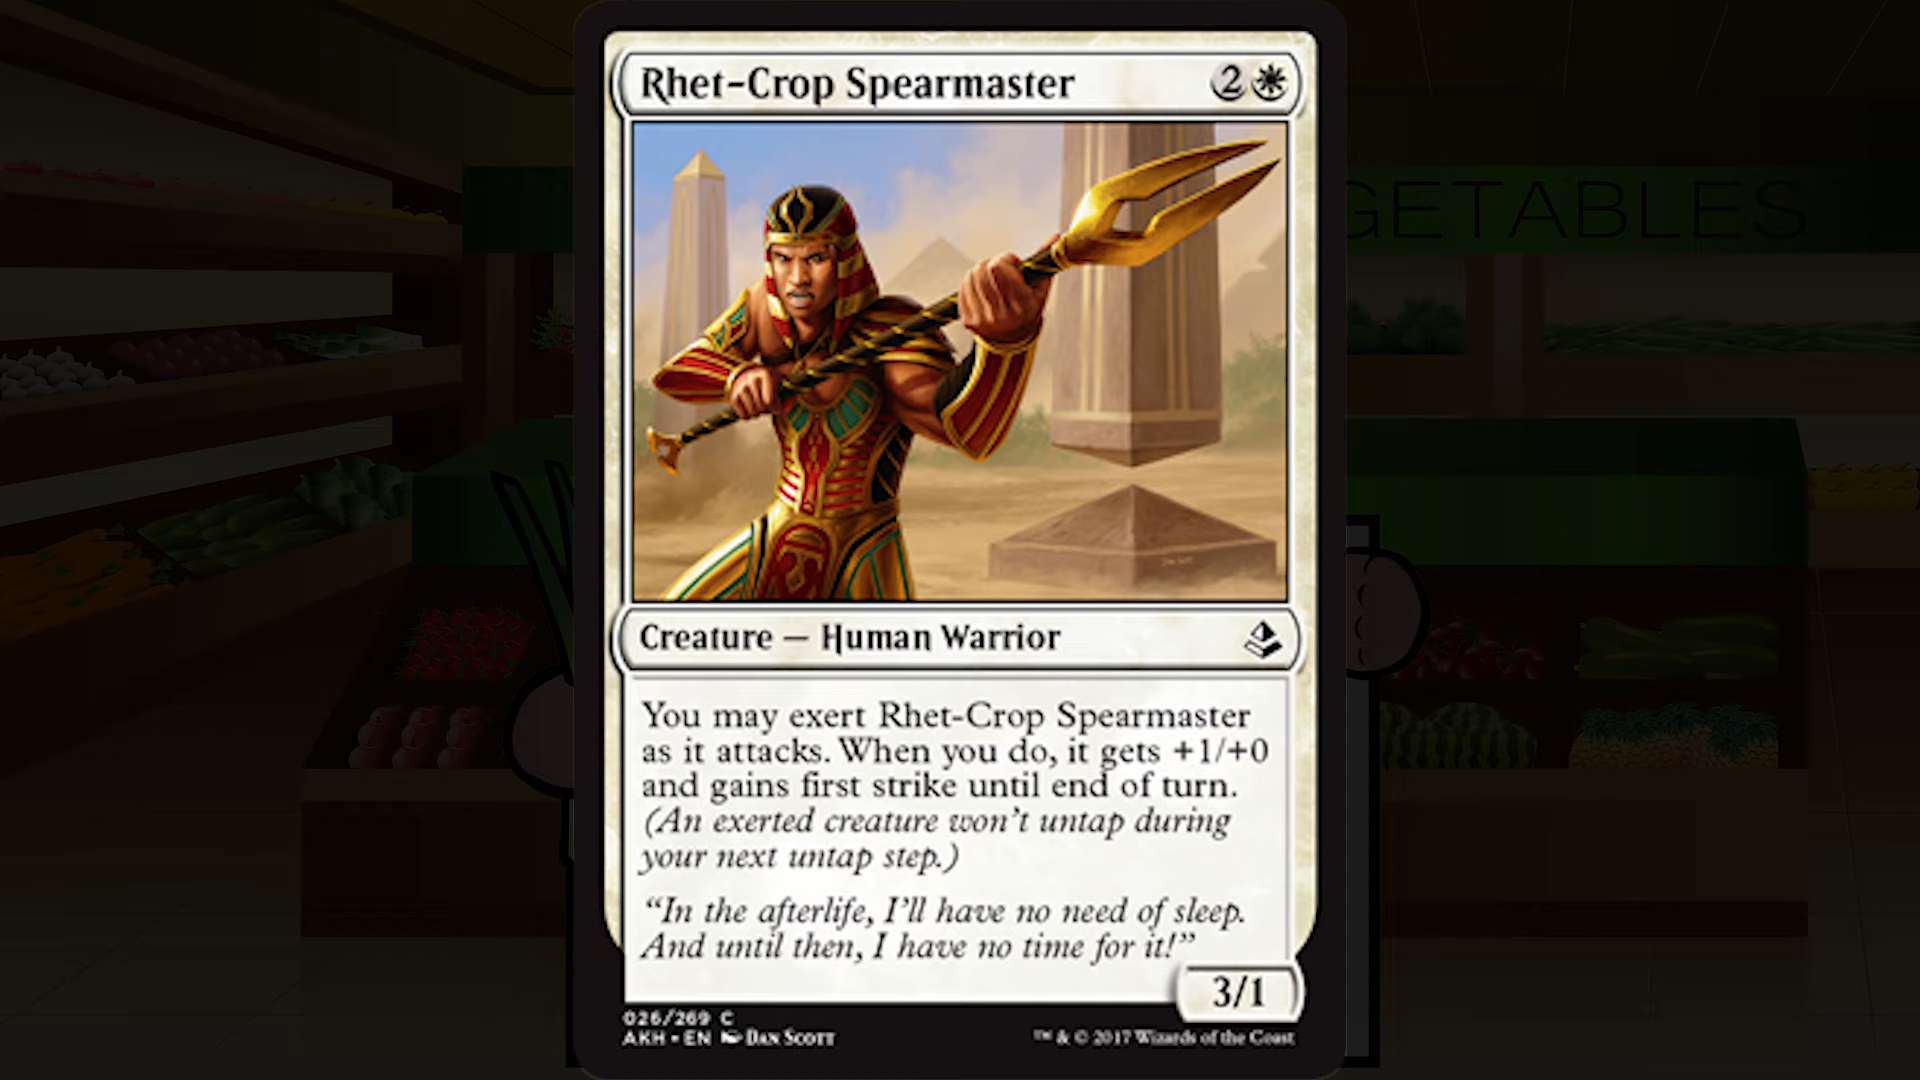 Rhet-Crop Spearmaster 2
GETABLES
Creature — Human Warrior
You may exert Rhet-Crop Spearmaster
as it attacks. When you do, it gets +1/+0
and gains first strike until end of turn.
(An exerted creature won't untap during
your next untap step.)
"In the afterlife, I'll have no need of sleep.
And until then, I have no time for it!"
3/1
026/269 C
AKH • EN Dan Scott
™ & © 2017 Wizards of the Coast